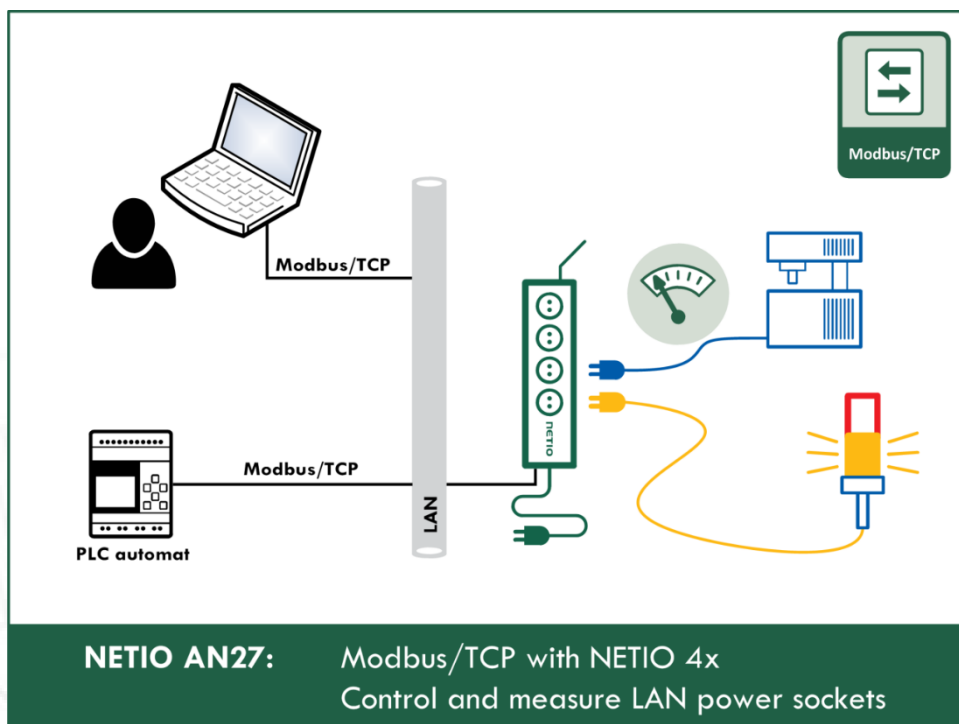 Modbus/TCP
Modbus/TCP
Modbus/TCP
LAN
NETIO
PLC automat
NETIO AN27: Modbus/TCP with NETIO 4x
Control and measure LAN power sockets